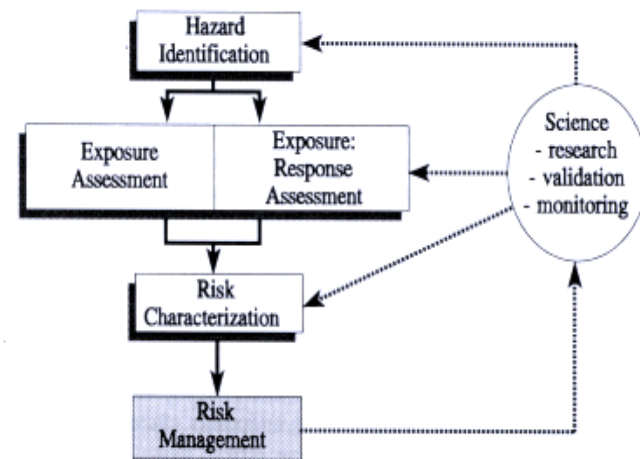 Hazard
Identification
Exposure
Assessment
Exposure:
Response
Assessment
Science
- research
- validation
- monitoring
Risk
Characterization
Risk
Management